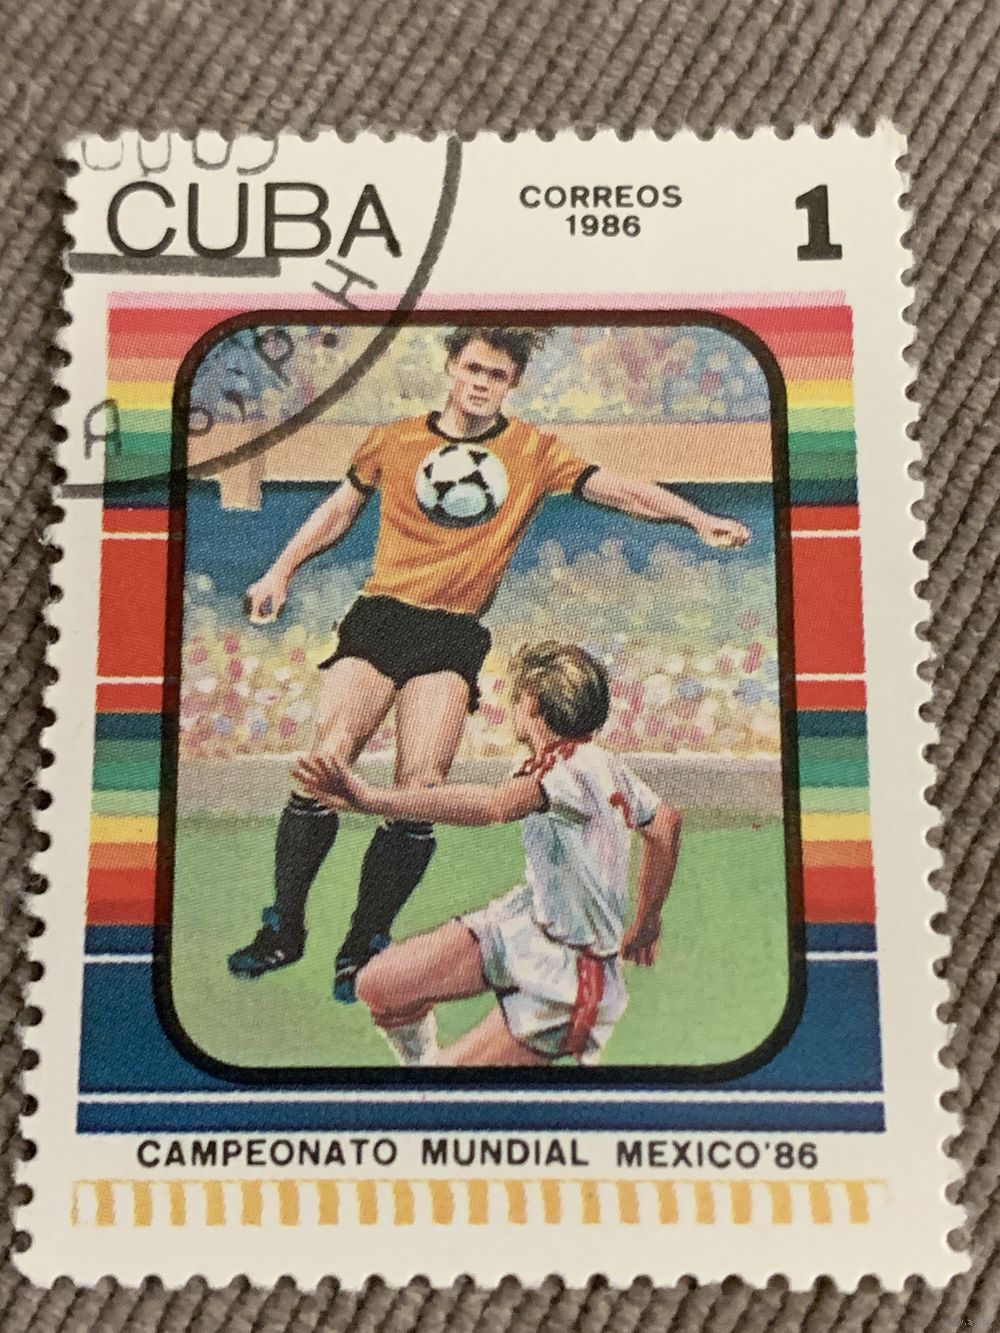 CUBA
CORREOS
1986
1
CAMPEONATO MUNDIAL MEXICO'86